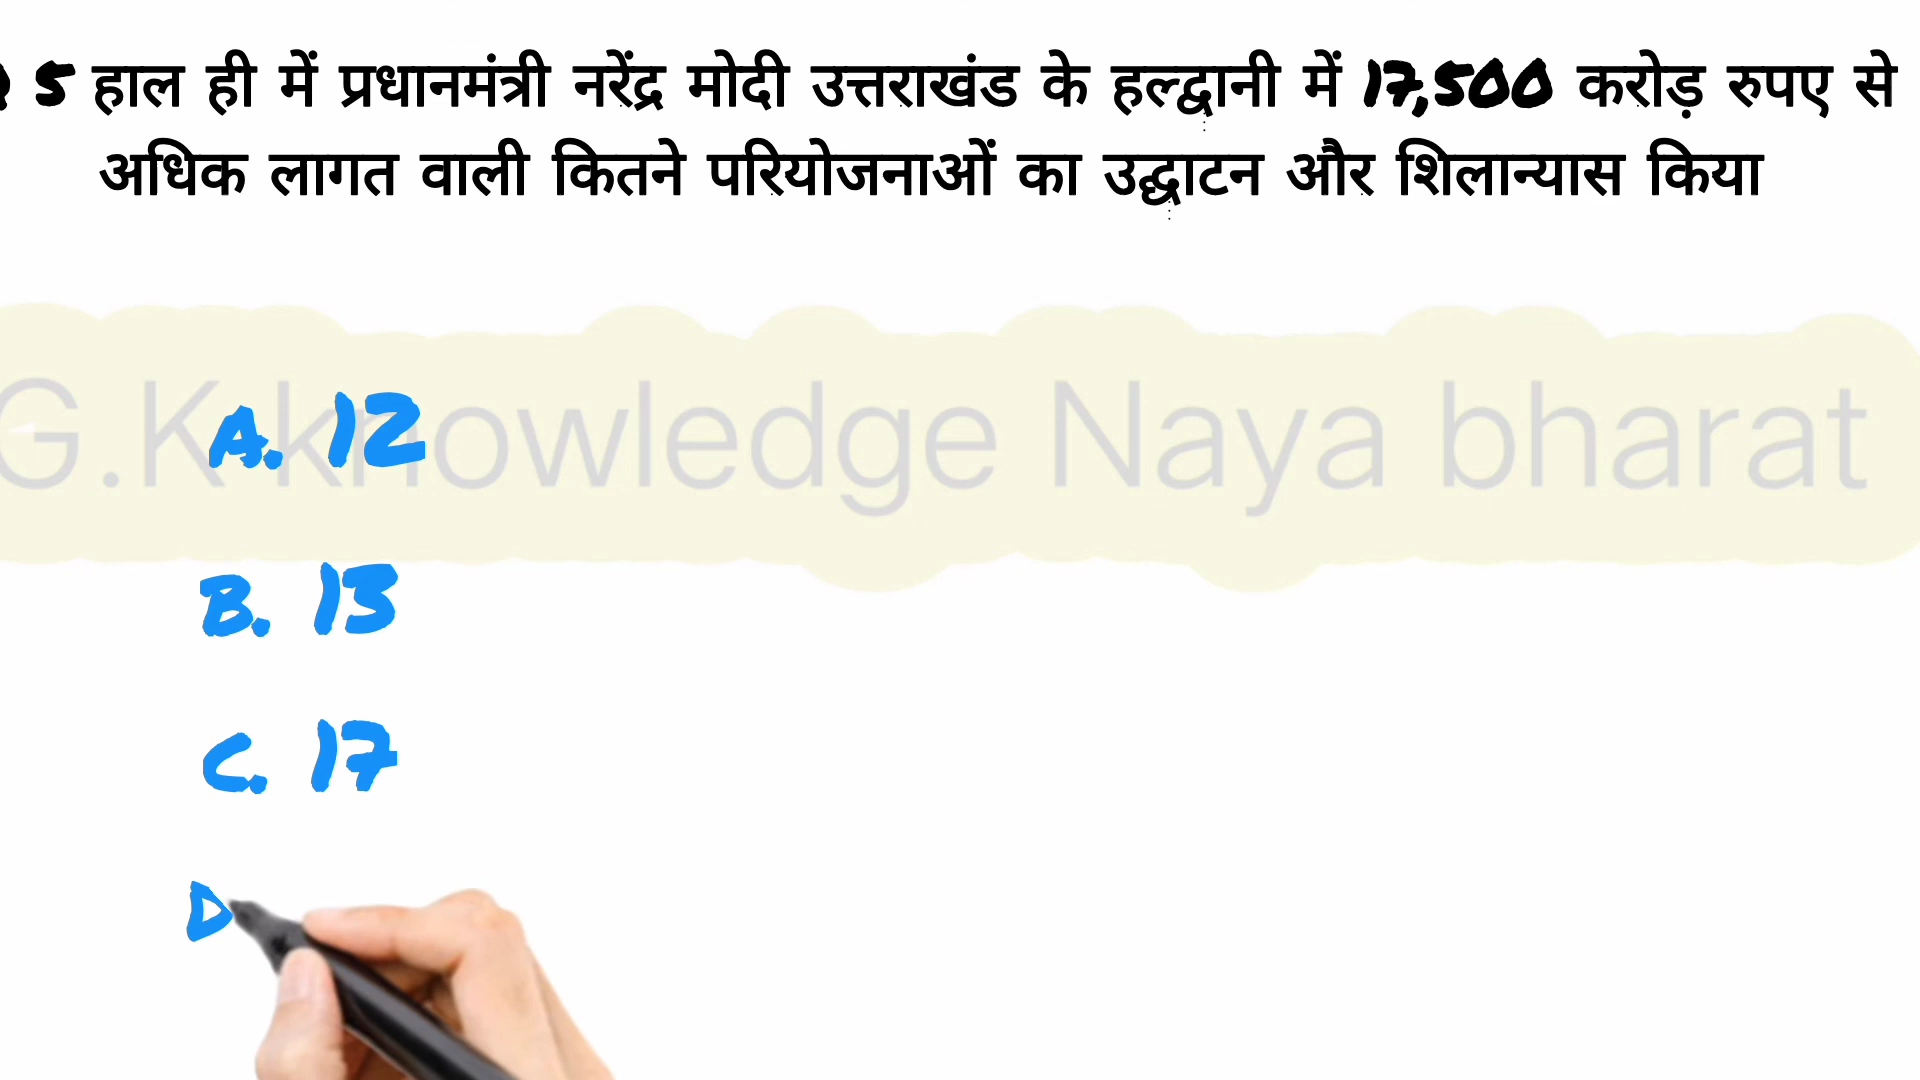 5 हाल ही में प्रधानमंत्री नरेंद्र मोदी उत्तराखंड के हल्द्वानी में 17,500 करोड़ रुपए से
अधिक लागत वाली कितने परियोजनाओं का उद्घाटन और शिलान्यास किया
G.K knowledge Naya bharat
A. 12
B. 13
C. 17
D